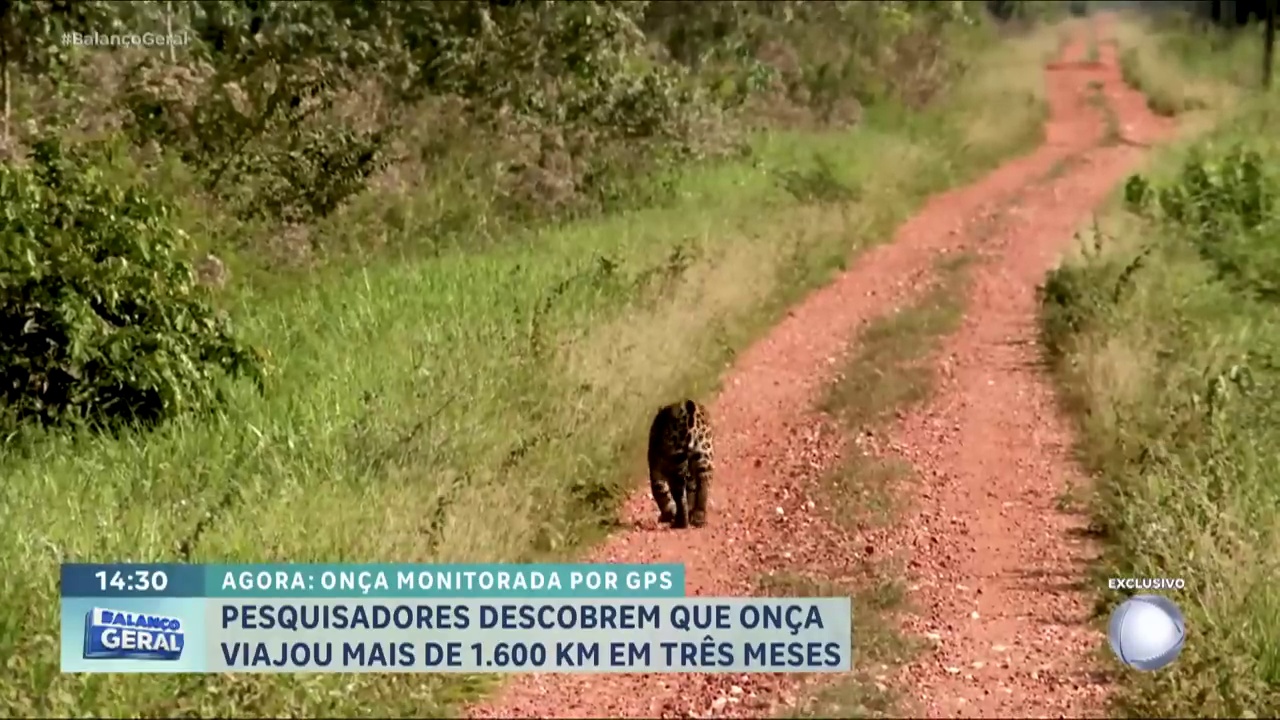 #BalançoGeral
14:30
AGORA: ONÇA MONITORADA POR GPS
BALANÇO
GERAL
PESQUISADORES DESCOBREM QUE ONÇA
VIAJOU MAIS DE 1.600 KM EM TRÊS MESES
EXCLUSIVO